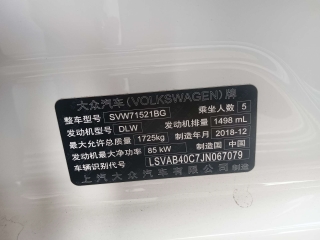 大众汽车(VOLKSWAGEN)牌
整车型号 SVW71521BG 乘坐人数 5
发动机型号 DLW 发动机排量 1498 mL
最大允许总质量 1725kg 制造年月 2018-12
发动机最大净功率 85 kW 制造国 中国
车辆识别代号 LSVAB40C7JN067079
上汽大众汽车有限公司